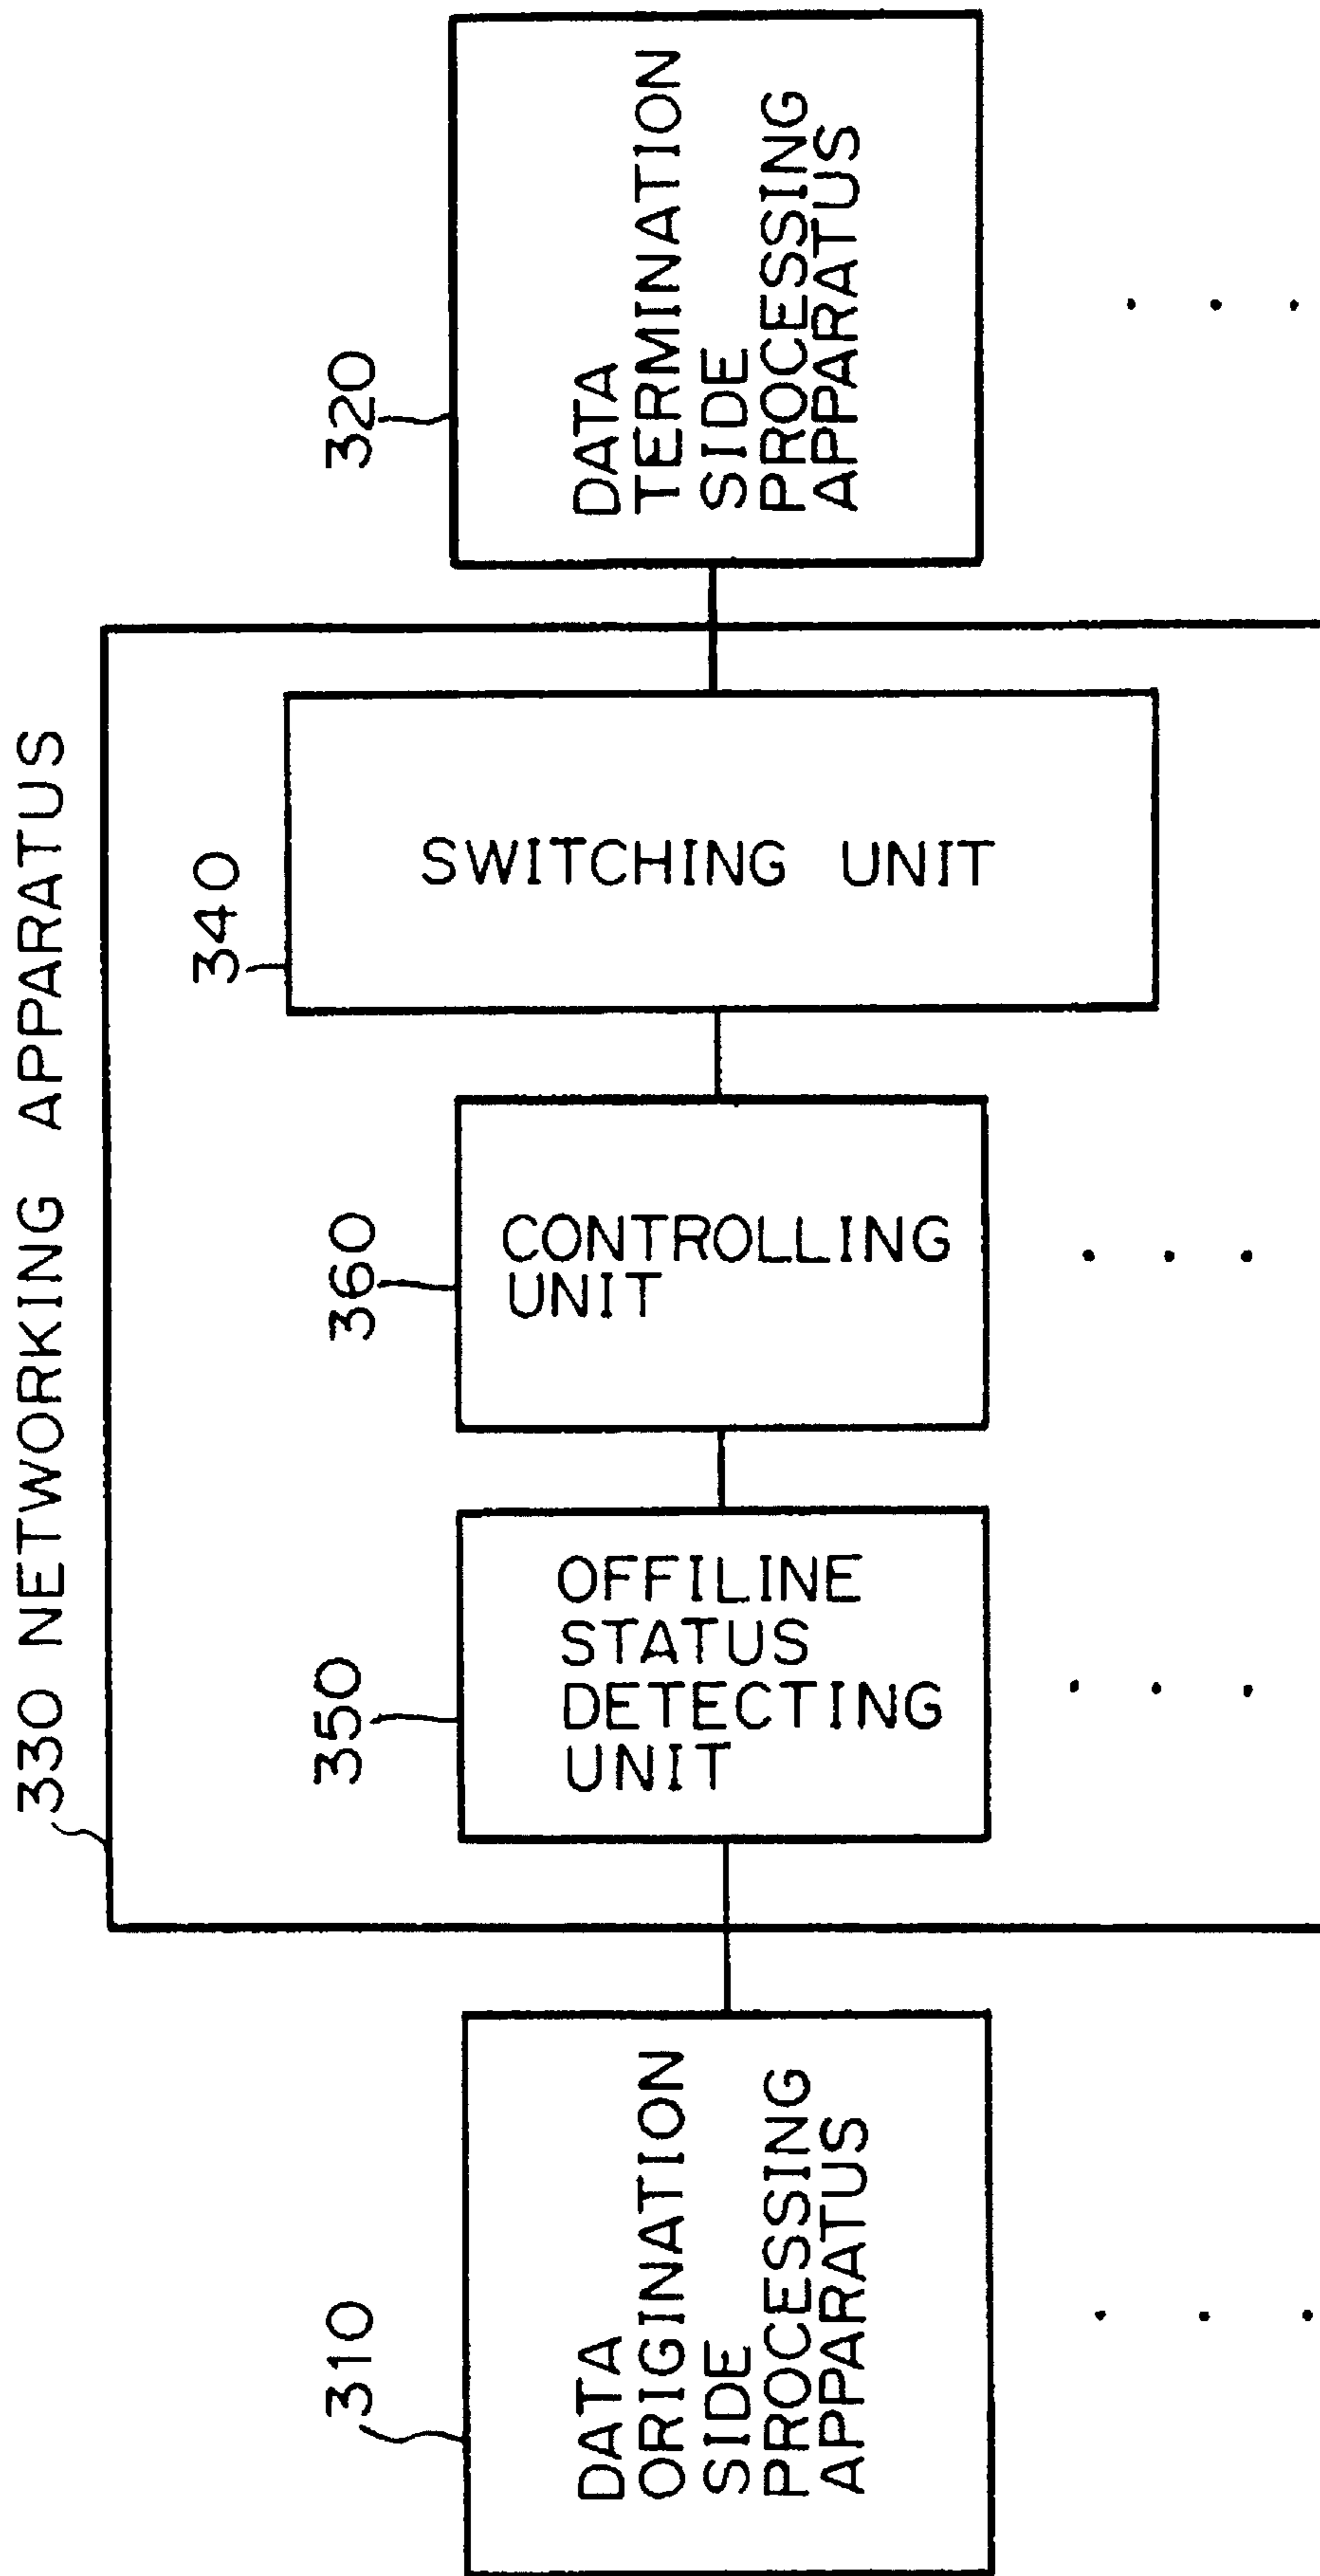 330 NETWORKING APPARATUS
310
DATA
ORIGINATION
SIDE
PROCESSING
APPARATUS
350
OFFILINE
STATUS
DETECTING
UNIT
360
CONTROLLING
UNIT
340
SWITCHING UNIT
320
DATA
TERMINATION
SIDE
PROCESSING
APPARATUS